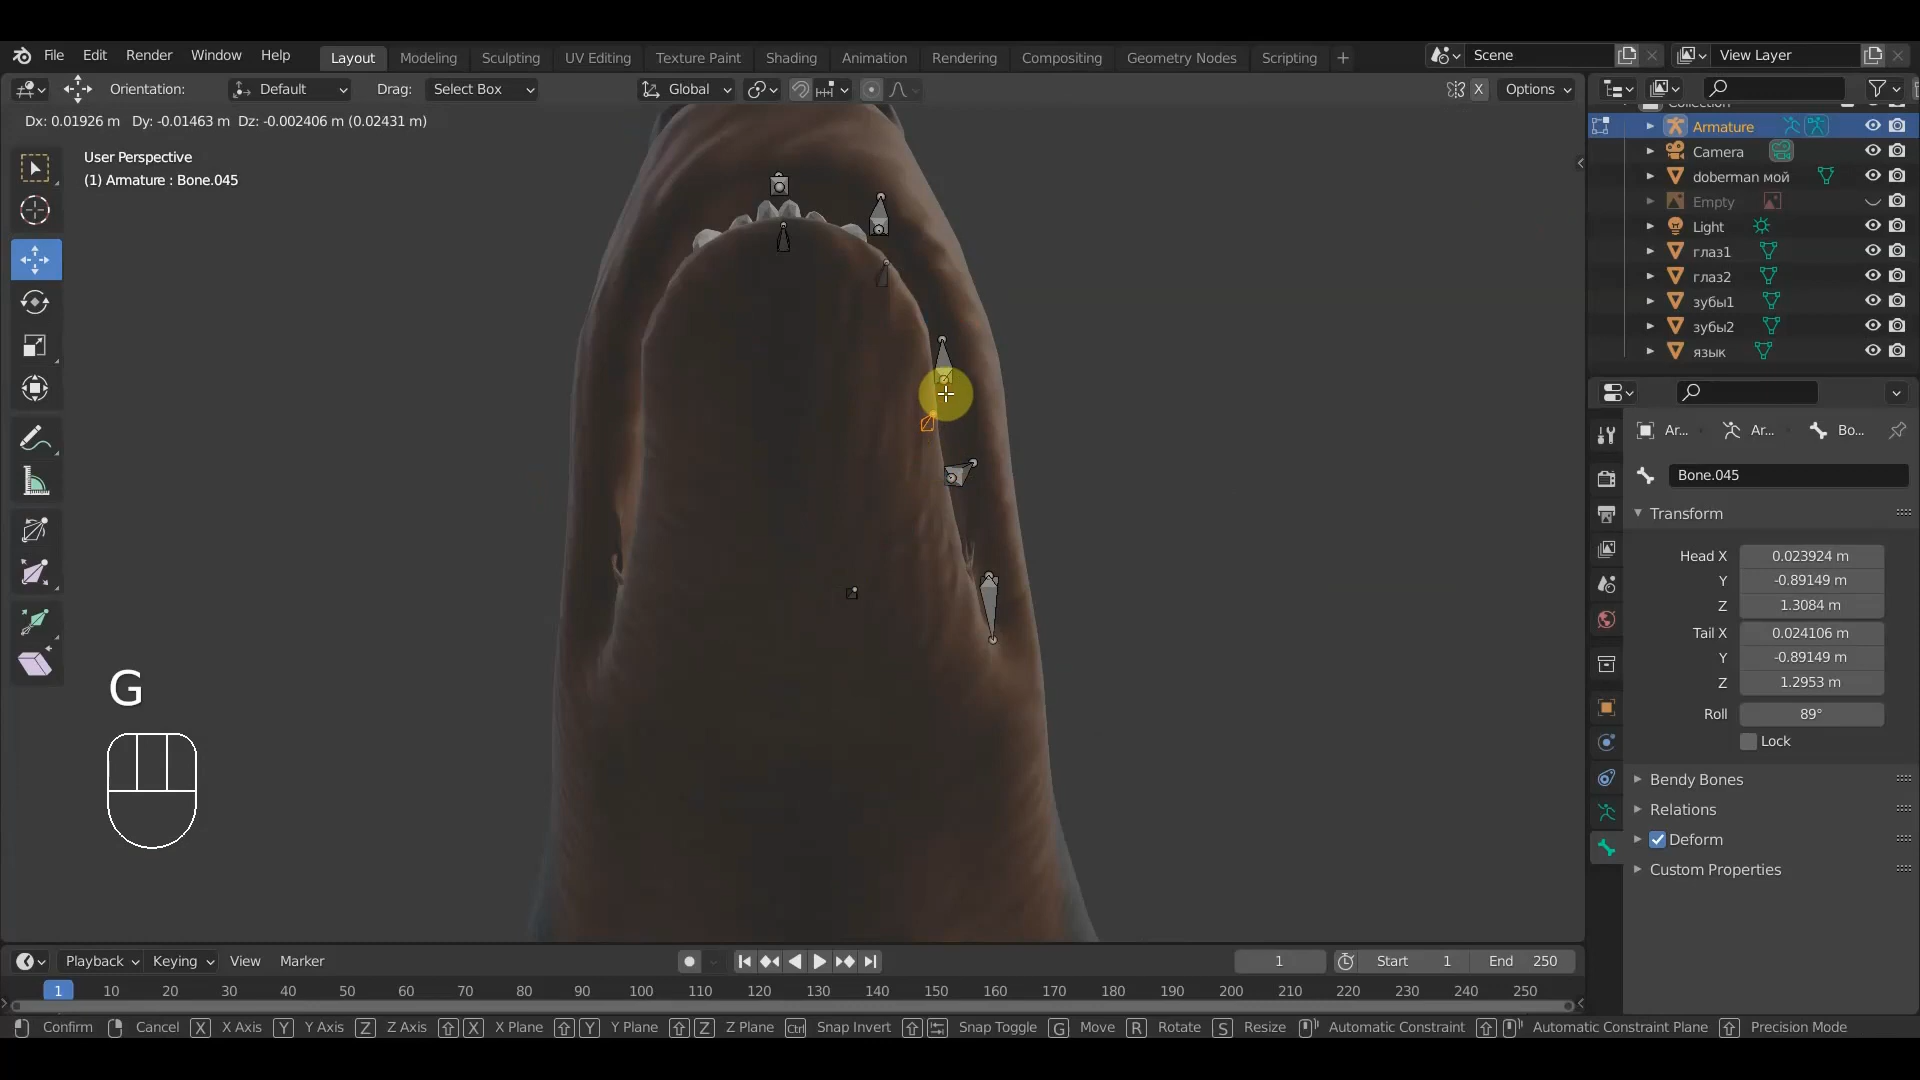 File Edit Render Window Help Layout Modeling Sculpting UV Editing Texture Paint Shading Animation Rendering Compositing Geometry Nodes Scripting + Scene View Layer
Orientation: Default Drag: Select Box Global X Options
Dx: 0.01926 m Dy: -0.01463 m Dz: -0.002406 m (0.02431 m)
User Perspective
(1) Armature : Bone.045
Armature
Camera
doberman мой
Empty
Light
глаз1
глаз2
зубы1
зубы2
язык
Ar... Ar... Bo...
Bone.045
Transform
Head X 0.023924 m
Y -0.89149 m
Z 1.3084 m
Tail X 0.024106 m
Y -0.89149 m
Z 1.2953 m
Roll 89°
Lock
Bendy Bones
Relations
Deform
Custom Properties
G
Playback Keying View Marker 1 Start 1 End 250
1 10 20 30 40 50 60 70 80 90 100 110 120 130 140 150 160 170 180 190 200 210 220 230 240 250
Confirm Cancel X X Axis Y Y Axis Z Z Axis X X Plane Y Y Plane Z Z Plane Ctrl Snap Invert Snap Toggle G Move R Rotate S Resize Automatic Constraint Automatic Constraint Plane Precision Mode